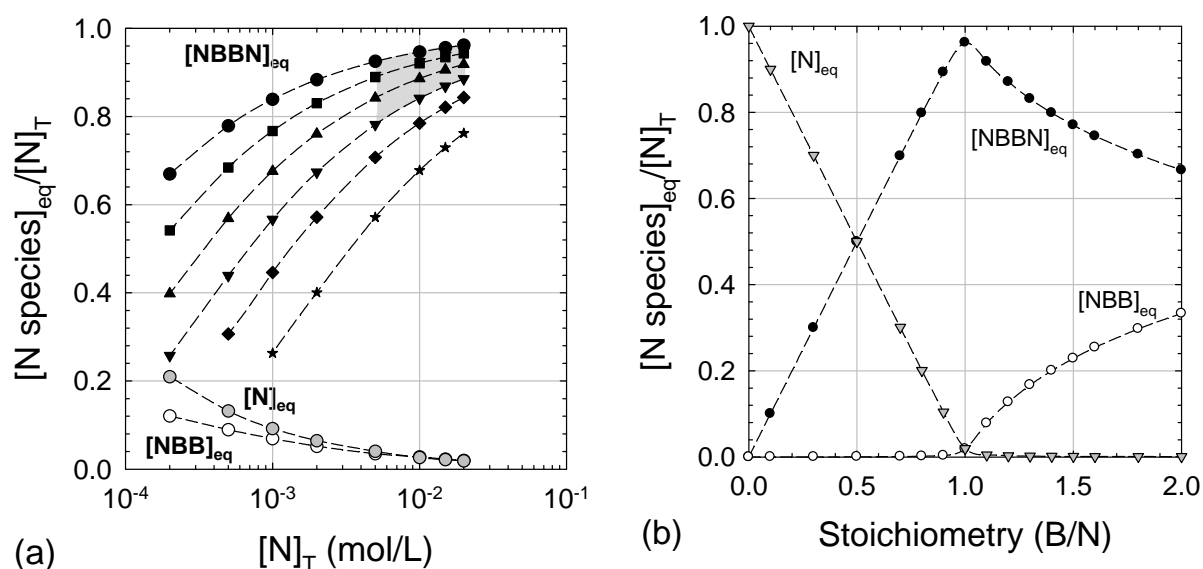 [N species]eq/[N]T
1.0
0.8
0.6
0.4
0.2
0.0
[NBBN]eq
[N]eq
[NBB]eq
10-4
10-3
10-2
10-1
[N]T (mol/L)
(a)
[N species]eq/[N]T
1.0
0.8
0.6
0.4
0.2
0.0
[N]eq
[NBBN]eq
[NBB]eq
0.0
0.5
1.0
1.5
2.0
Stoichiometry (B/N)
(b)